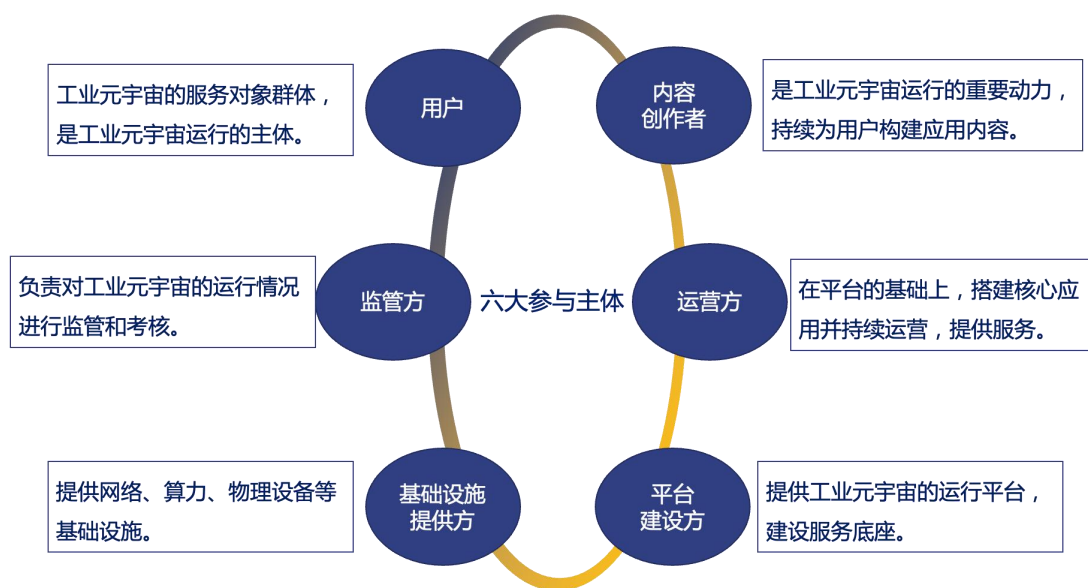 用户
工业元宇宙的服务对象群体，
是工业元宇宙运行的主体。
内容
创作者
是工业元宇宙运行的重要动力，
持续为用户构建应用内容。
监管方
负责对工业元宇宙的运行情况
进行监管和考核。
六大参与主体
运营方
在平台的基础上，搭建核心应
用并持续运营，提供服务。
基础设施
提供方
提供网络、算力、物理设备等
基础设施。
平台
建设方
提供工业元宇宙的运行平台，
建设服务底座。